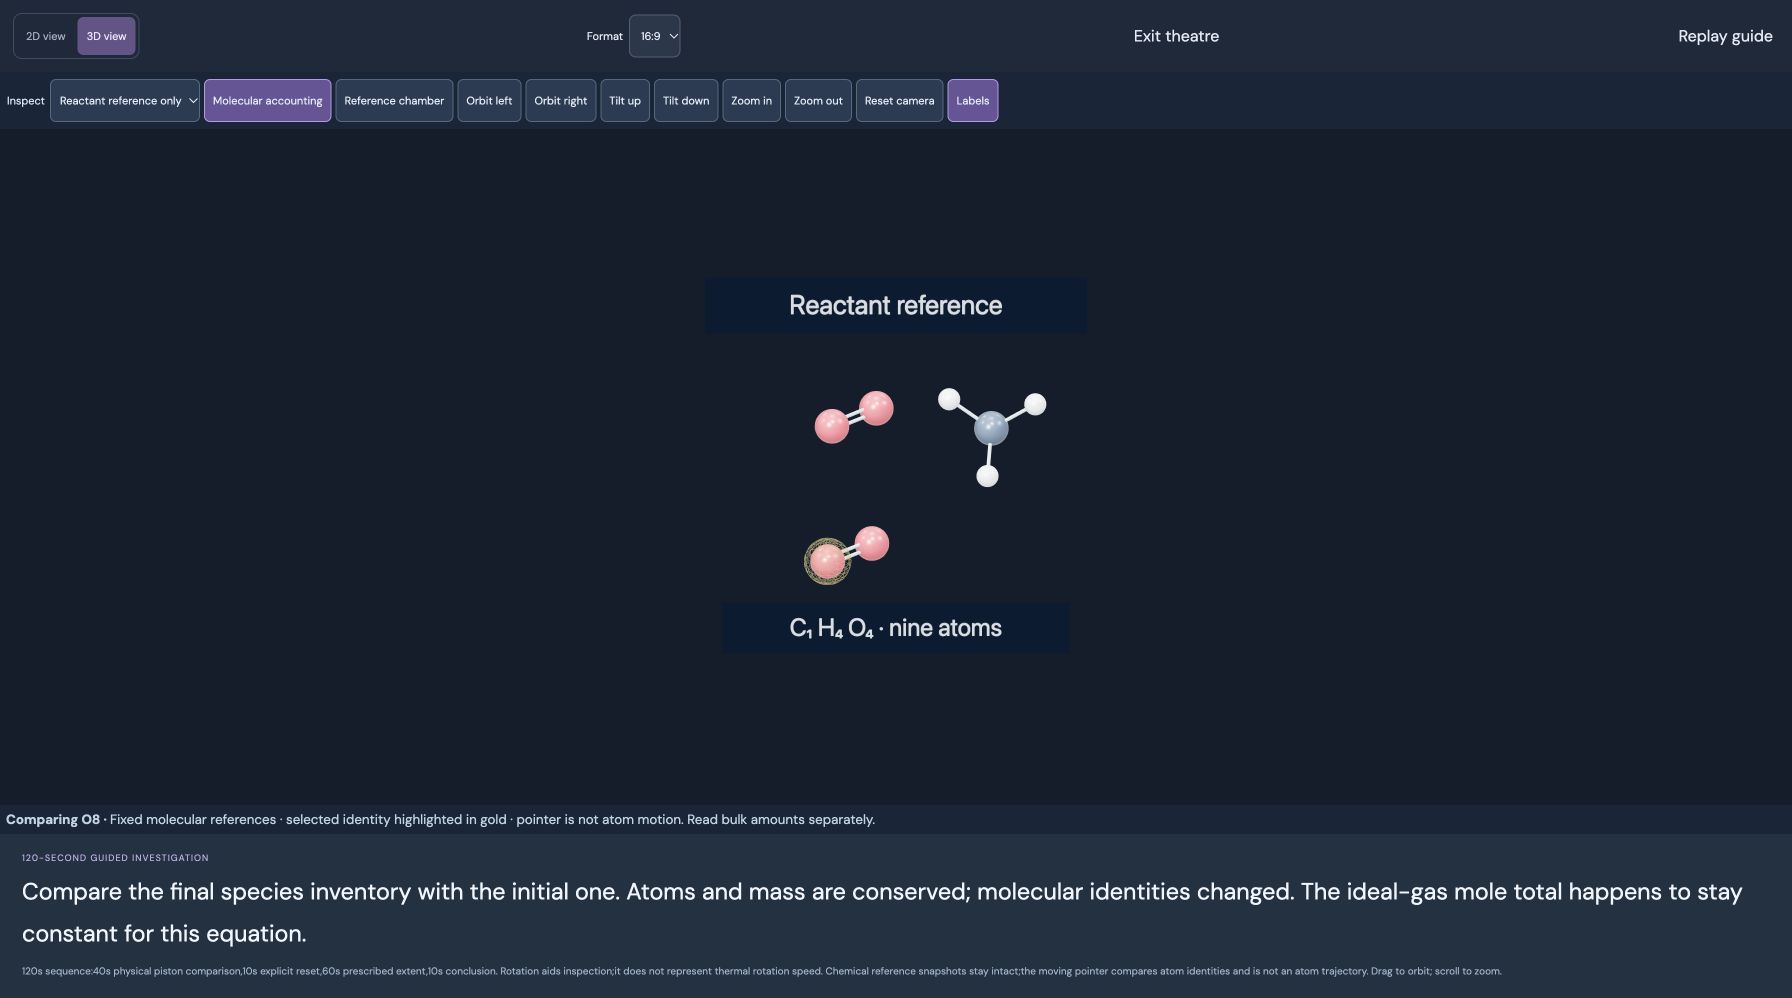 2D view 3D view Format 16:9 Exit theatre Replay guide
Inspect Reactant reference only Molecular accounting Reference chamber Orbit left Orbit right Tilt up Tilt down Zoom in Zoom out Reset camera Labels
Reactant reference
C₁ H₄ O₄ · nine atoms
Comparing O8 · Fixed molecular references · selected identity highlighted in gold · pointer is not atom motion. Read bulk amounts separately.
120-SECOND GUIDED INVESTIGATION
Compare the final species inventory with the initial one. Atoms and mass are conserved; molecular identities changed. The ideal-gas mole total happens to stay
constant for this equation.
120s sequence:40s physical piston comparison,10s explicit reset,60s prescribed extent,10s conclusion. Rotation aids inspection;it does not represent thermal rotation speed. Chemical reference snapshots stay intact;the moving pointer compares atom identities and is not an atom trajectory. Drag to orbit; scroll to zoom.